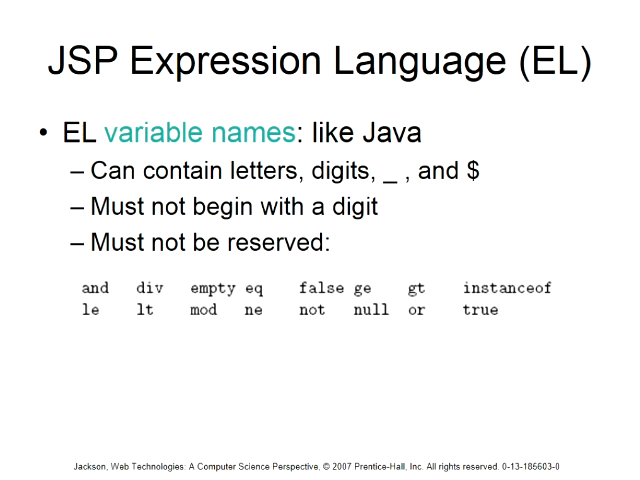 JSP Expression Language (EL)
• EL variable names: like Java
– Can contain letters, digits, _ , and $
– Must not begin with a digit
– Must not be reserved:
and div empty eq false ge gt instanceof
le lt mod ne not null or true
Jackson, Web Technologies: A Computer Science Perspective, © 2007 Prentice-Hall, Inc. All rights reserved. 0-13-185603-0